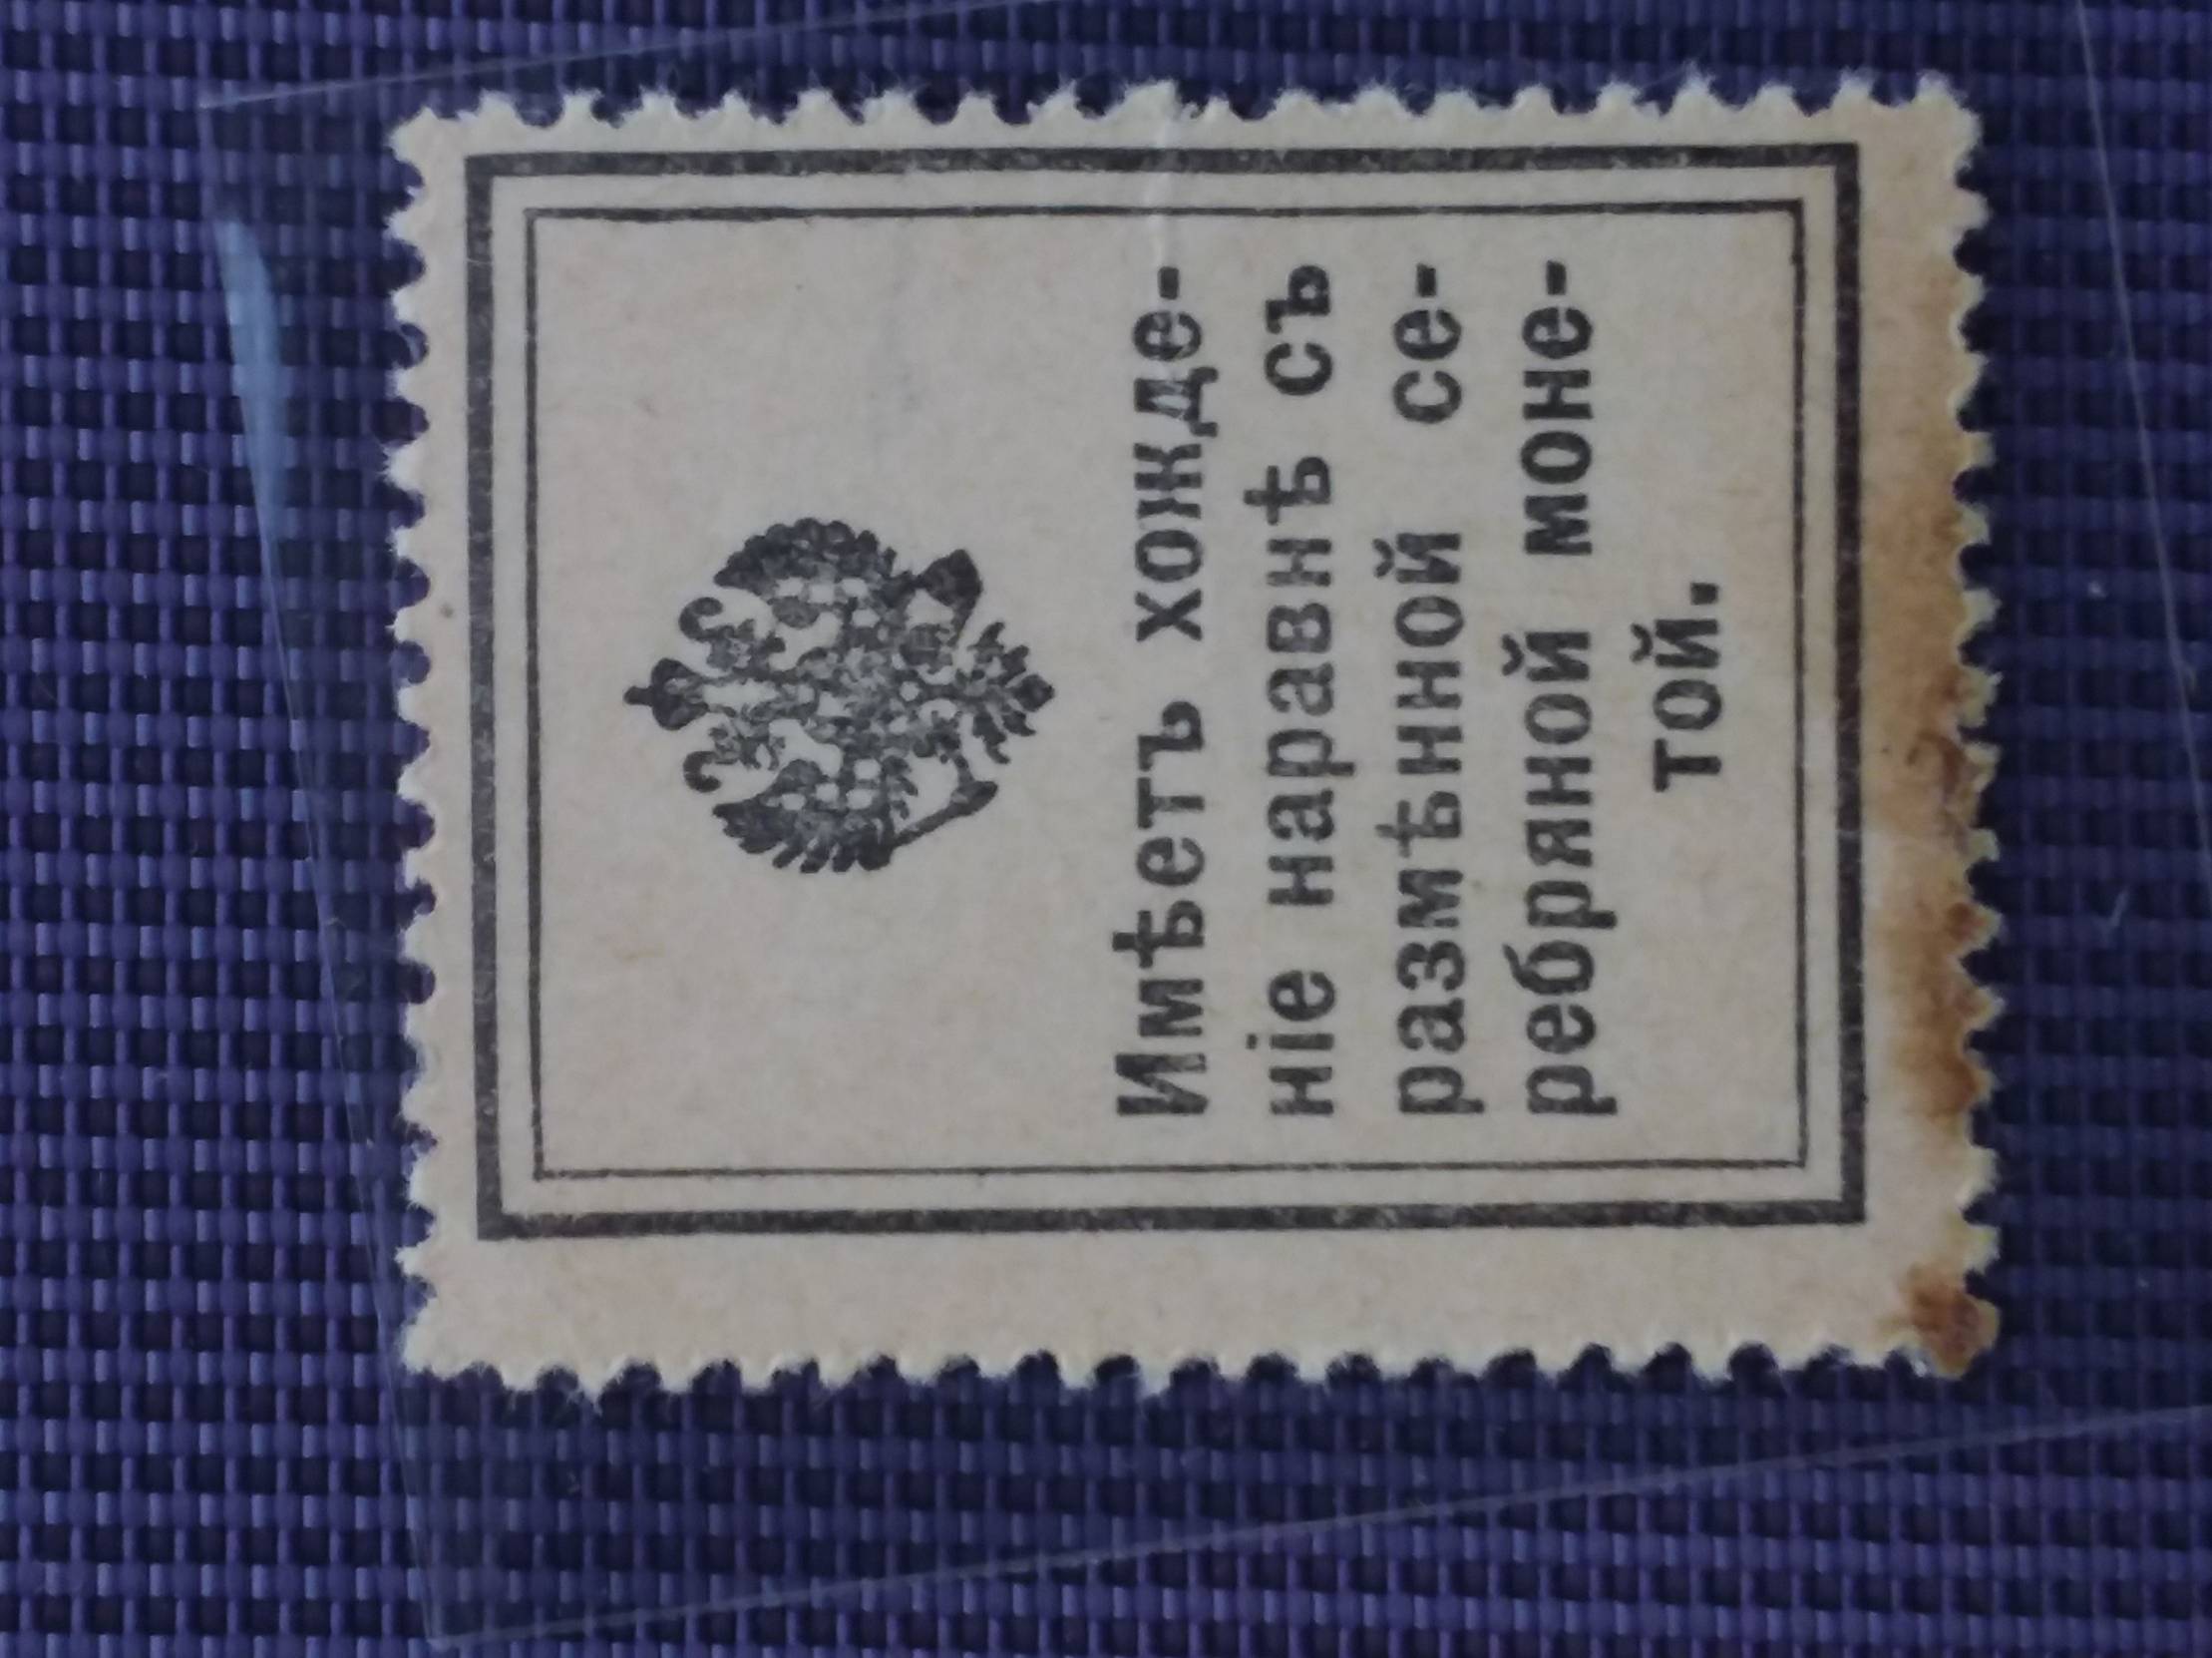 Имѣетъ хожде-
ніе наравнѣ съ
размѣнной се-
ребряной моне-
той.